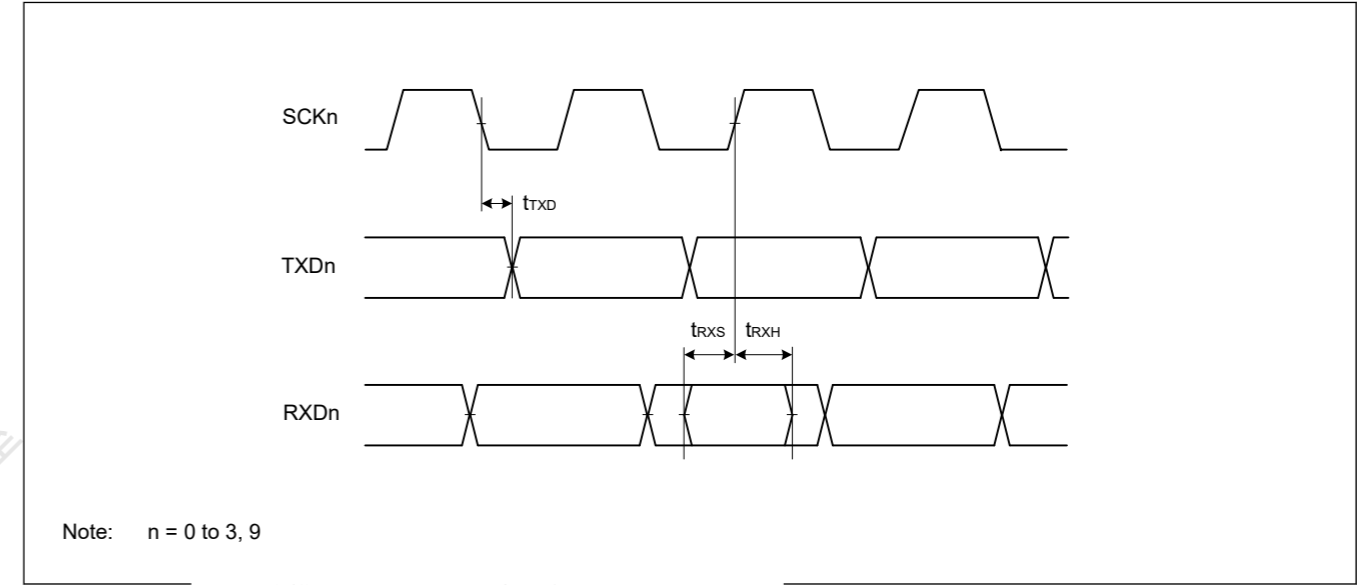 SCKn
tTXD
TXDn
tRXS tRXH
RXDn
Note: n = 0 to 3, 9